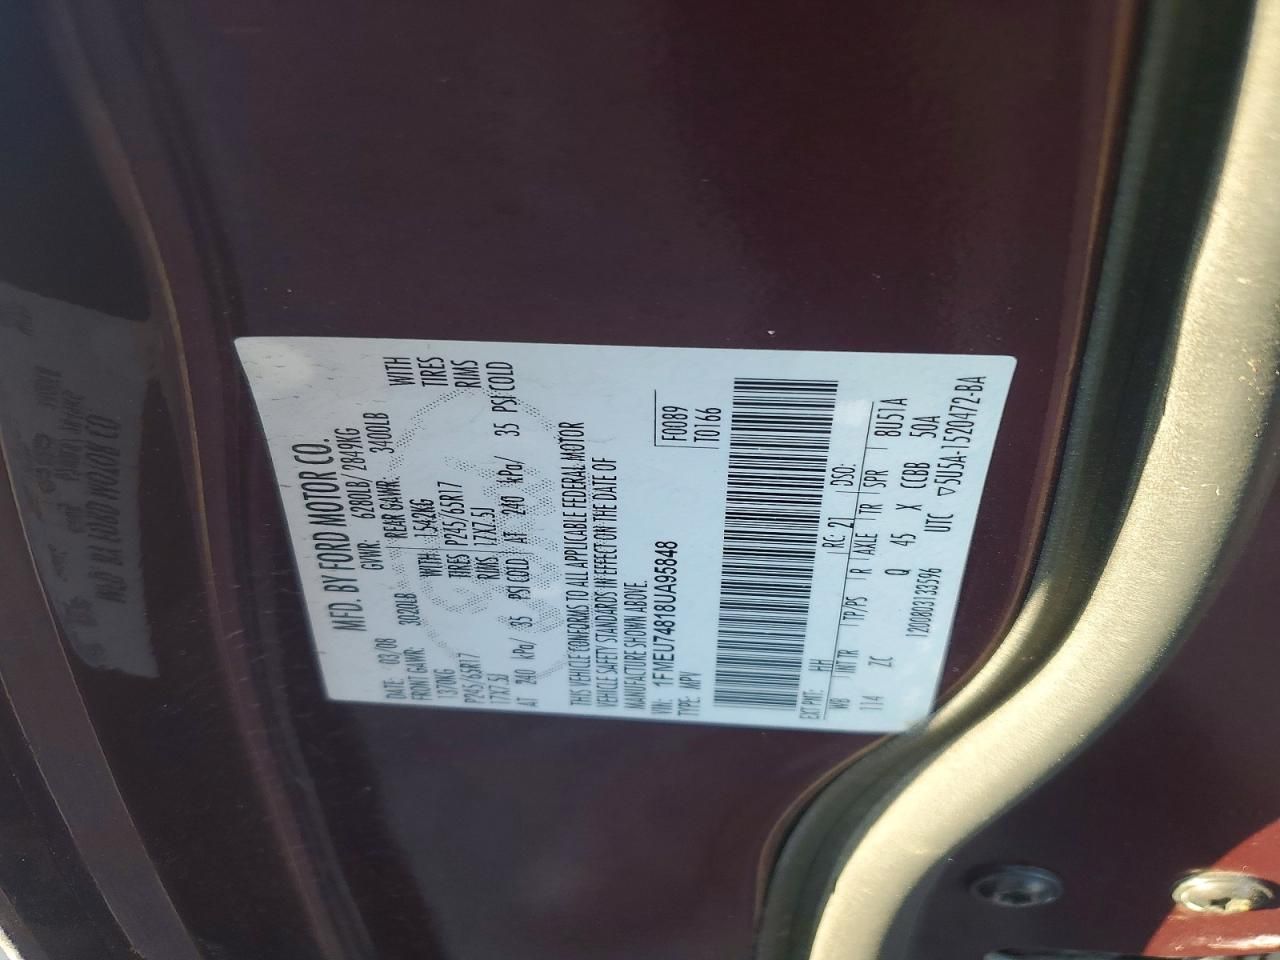 MFD. BY FORD MOTOR CO.
DATE: 03/08 GVWR: 6280LB/ 2849KG
FRONT GAWR: 3020LB REAR GAWR: 3400LB
1370KG WITH 1542KG WITH
P245/65R17 TIRES P245/65R17 TIRES
17X7.5J RIMS 17X7.5J RIMS
AT 240 kPa/ 35 PSI COLD AT 240 kPa/ 35 PSI COLD
THIS VEHICLE CONFORMS TO ALL APPLICABLE FEDERAL MOTOR
VEHICLE SAFETY STANDARDS IN EFFECT ON THE DATE OF
MANUFACTURE SHOWN ABOVE.
VIN: 1FMEU74818UA95848
TYPE: MPV
F0089
T0166
EXT PNT: HH RC: 21 DSO:
WB INT TR TP/PS R AXLE TR SPR 8U51A
114 ZC Q 45 X CCBB 50A
120080313359б UTC ▽5U5A-1520472-BA